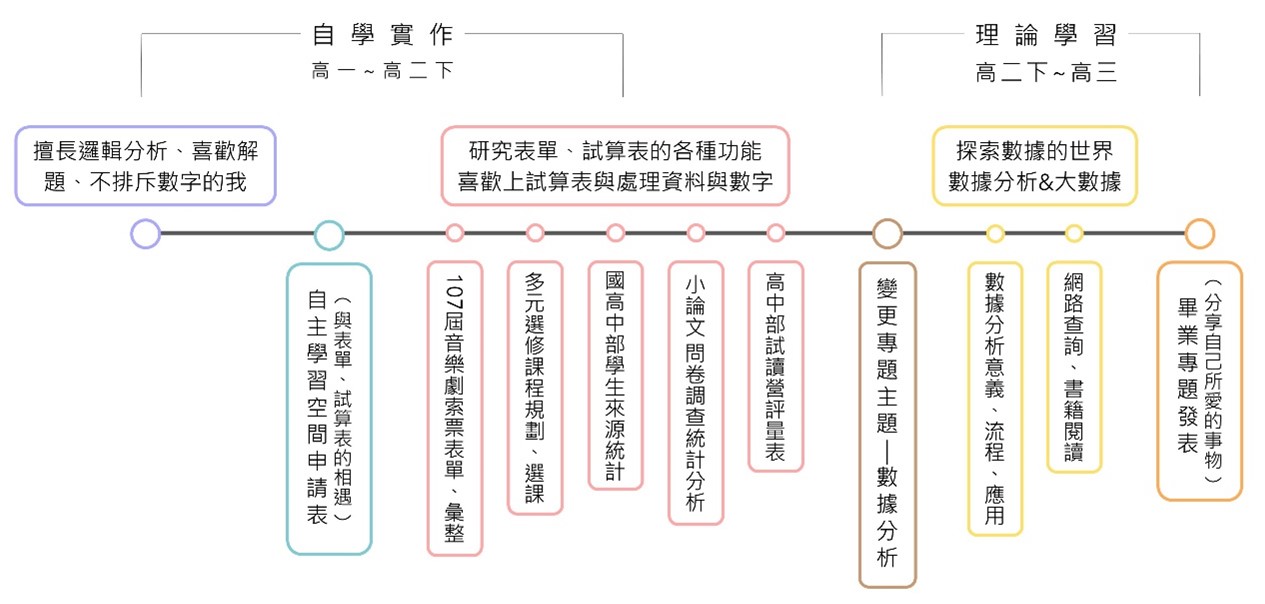 自學實作
高一~高二下
理論學習
高二下~高三
擅長邏輯分析、喜歡解
題、不排斥數字的我
研究表單、試算表的各種功能
喜歡上試算表與處理資料與數字
探索數據的世界
數據分析&大數據
自主學習空間申請表
（與表單、試算表的相遇）
107屆音樂劇索票表單、彙整
多元選修課程規劃、選課
國高中部學生來源統計
小論文問卷調查統計分析
高中部試讀營評量表
變更專題主題—數據分析
數據分析意義、流程、應用
網路查詢、書籍閱讀
（分享自己所愛的事物）
畢業專題發表